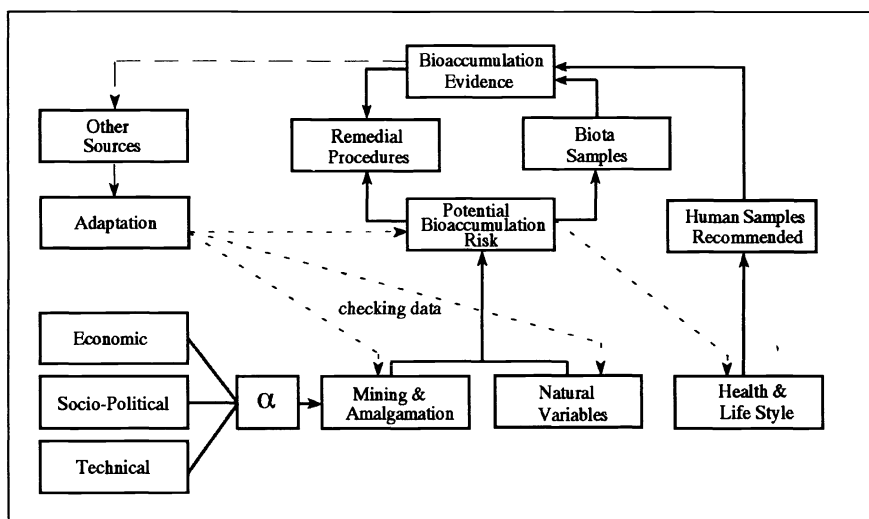 Bioaccumulation
Evidence
Other
Sources
Remedial
Procedures
Biota
Samples
Adaptation
Potential
Bioaccumulation
Risk
Human Samples
Recommended
checking data
Economic
Socio-Political
α
Mining &
Amalgamation
Natural
Variables
Health &
Life Style
Technical